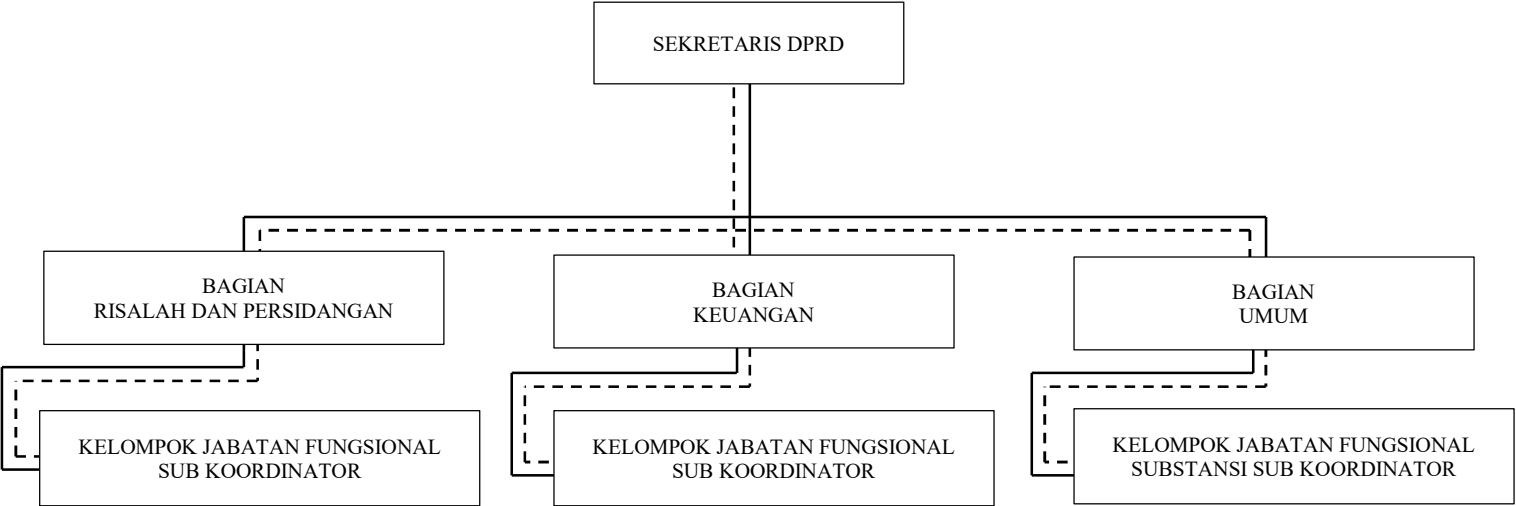 SEKRETARIS DPRD
BAGIAN
RISALAH DAN PERSIDANGAN
BAGIAN
KEUANGAN
BAGIAN
UMUM
KELOMPOK JABATAN FUNGSIONAL
SUB KOORDINATOR
KELOMPOK JABATAN FUNGSIONAL
SUB KOORDINATOR
KELOMPOK JABATAN FUNGSIONAL
SUBSTANSI SUB KOORDINATOR